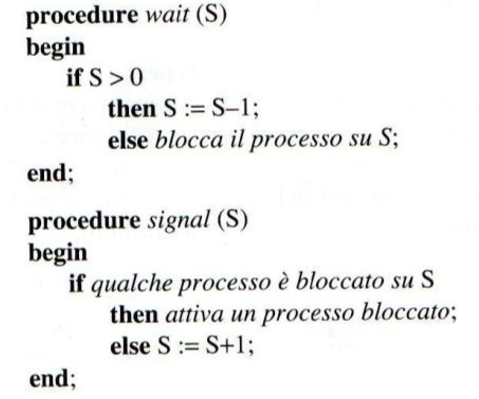 procedure wait (S)
begin
if S > 0
then S := S–1;
else blocca il processo su S;
end;
procedure signal (S)
begin
if qualche processo è bloccato su S
then attiva un processo bloccato;
else S := S+1;
end;